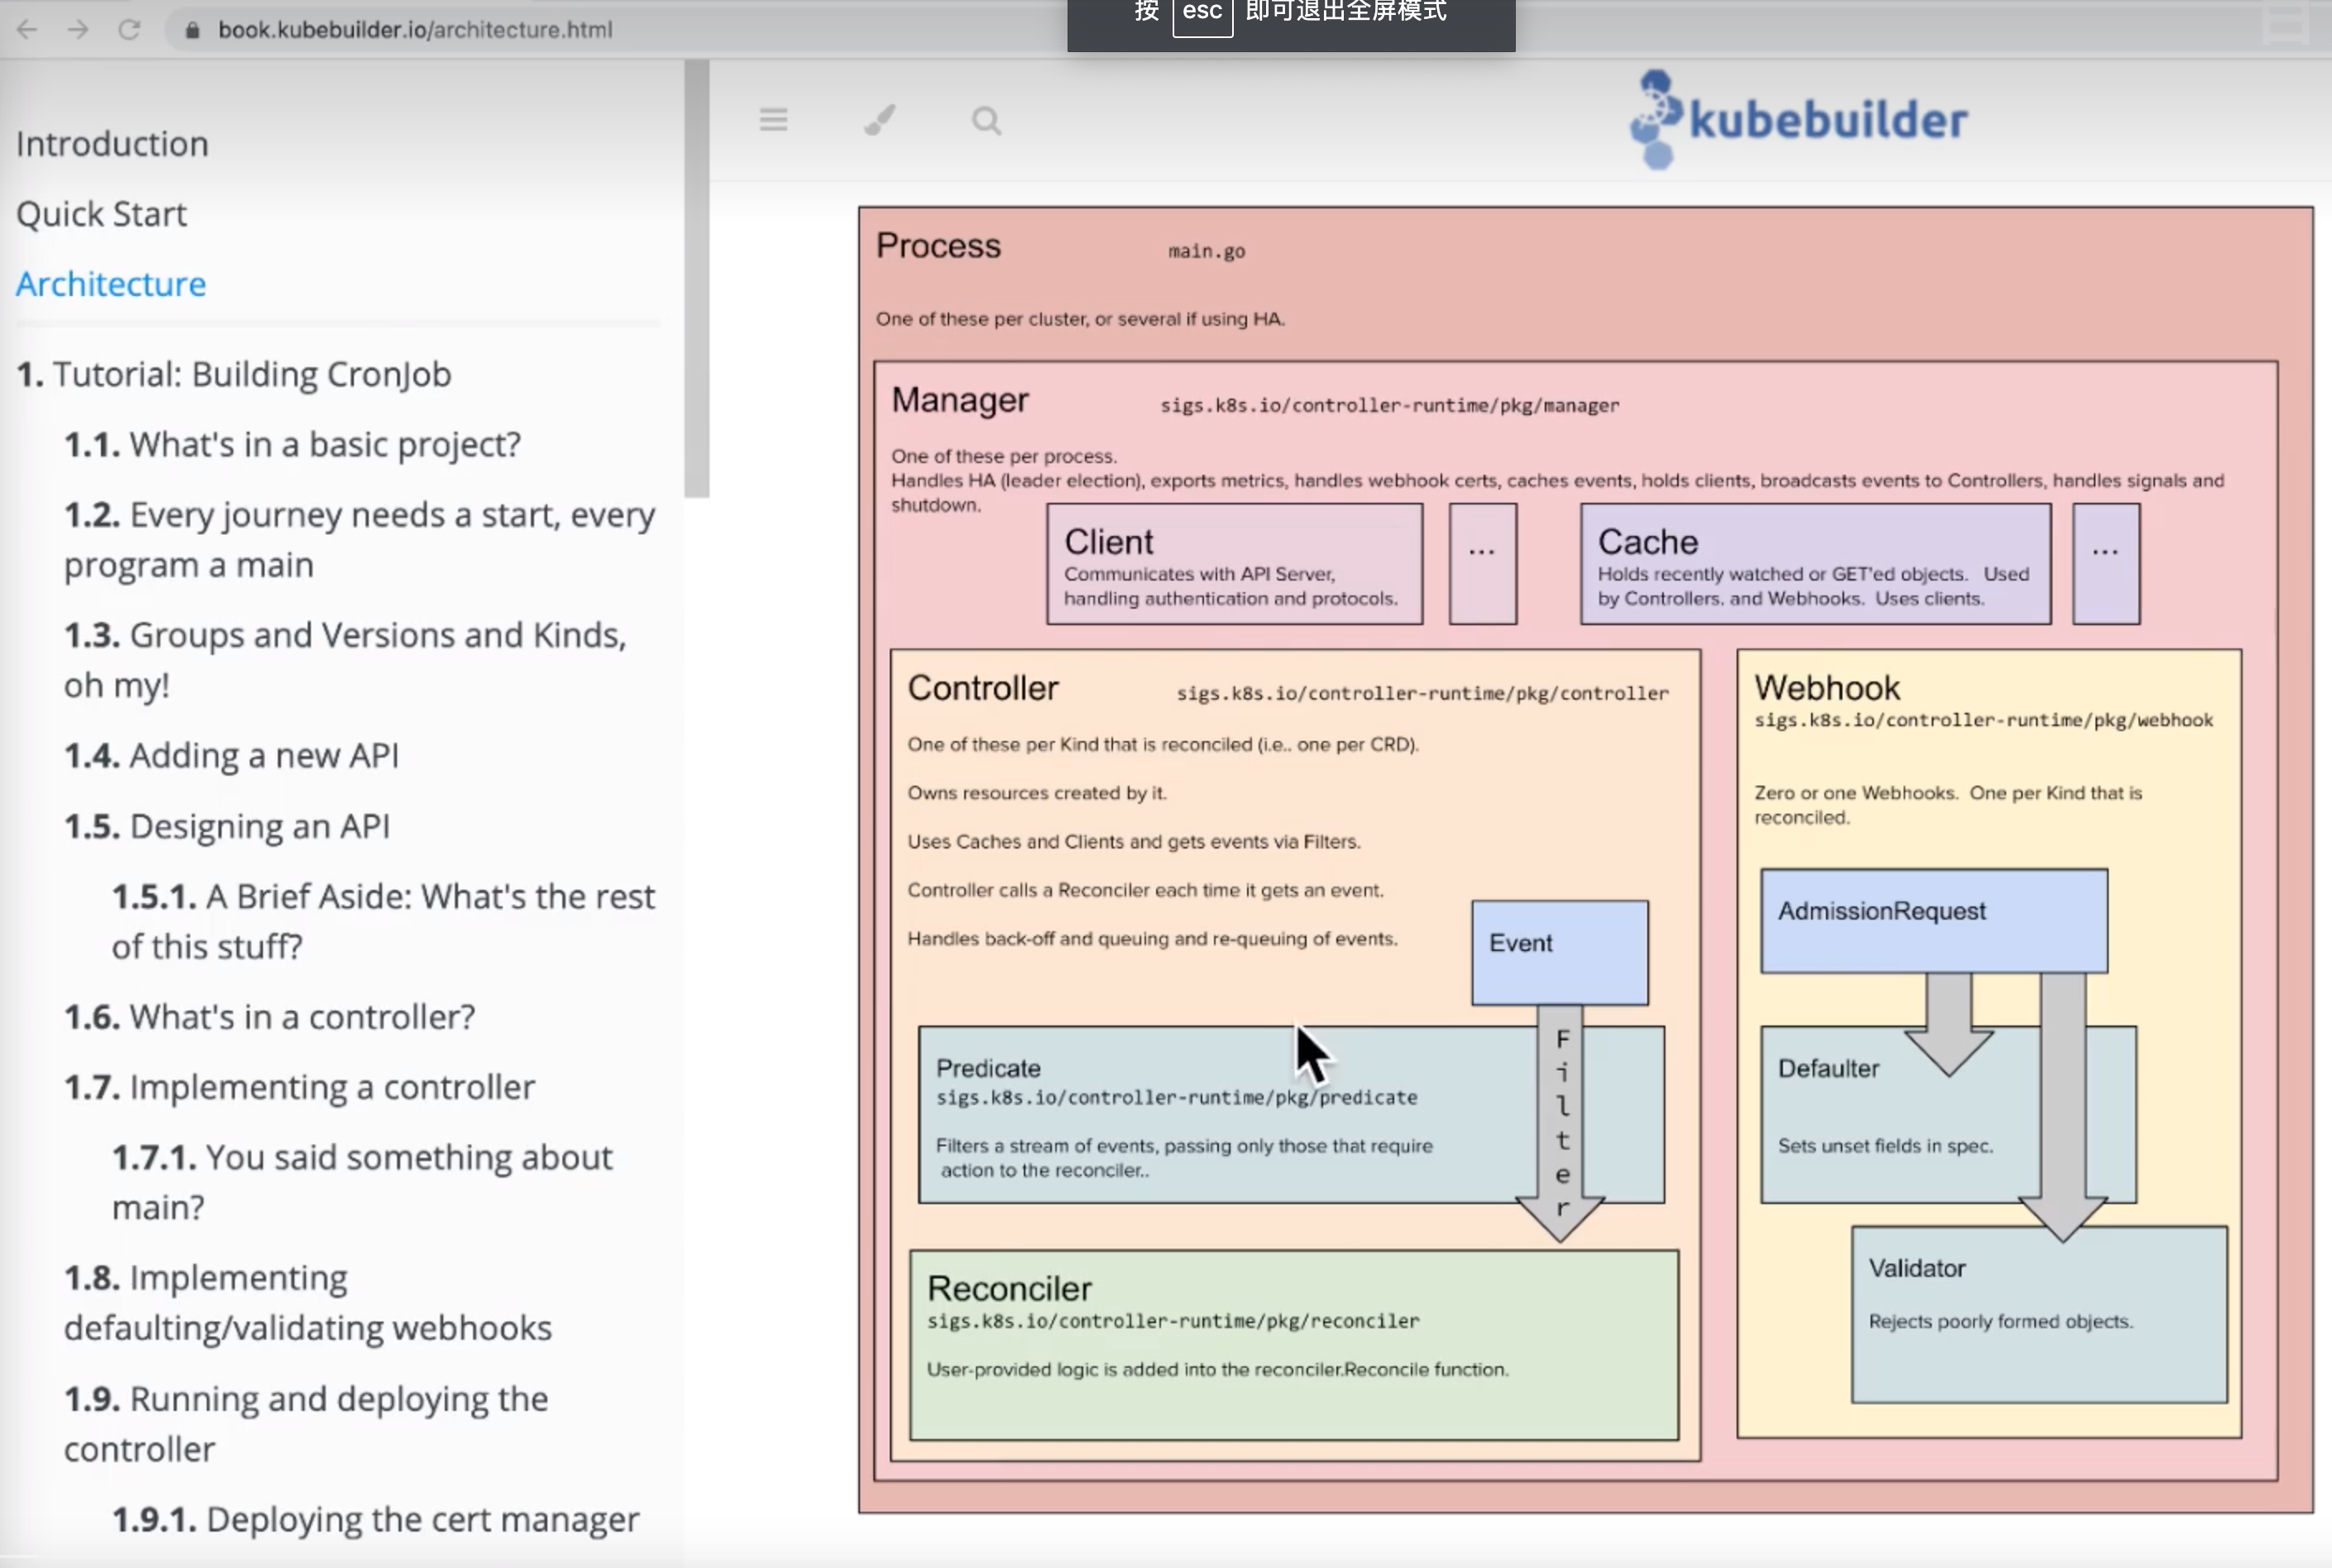 book.kubebuilder.io/architecture.html
按 esc 即可退出全屏模式
Introduction
Quick Start
Architecture
1. Tutorial: Building CronJob
1.1. What's in a basic project?
1.2. Every journey needs a start, every
program a main
1.3. Groups and Versions and Kinds,
oh my!
1.4. Adding a new API
1.5. Designing an API
1.5.1. A Brief Aside: What's the rest
of this stuff?
1.6. What's in a controller?
1.7. Implementing a controller
1.7.1. You said something about
main?
1.8. Implementing
defaulting/validating webhooks
1.9. Running and deploying the
controller
1.9.1. Deploying the cert manager
kubebuilder
Process main.go
One of these per cluster, or several if using HA.
Manager sigs.k8s.io/controller-runtime/pkg/manager
One of these per process.
Handles HA (leader election), exports metrics, handles webhook certs, caches events, holds clients, broadcasts events to Controllers, handles signals and
shutdown.
Client
Communicates with API Server,
handling authentication and protocols.
...
Cache
Holds recently watched or GET'ed objects. Used
by Controllers. and Webhooks. Uses clients.
...
Controller sigs.k8s.io/controller-runtime/pkg/controller
One of these per Kind that is reconciled (i.e.. one per CRD).
Owns resources created by it.
Uses Caches and Clients and gets events via Filters.
Controller calls a Reconciler each time it gets an event.
Handles back-off and queuing and re-queuing of events.
Event
Filter
Predicate
sigs.k8s.io/controller-runtime/pkg/predicate
Filters a stream of events, passing only those that require
action to the reconciler..
Reconciler
sigs.k8s.io/controller-runtime/pkg/reconciler
User-provided logic is added into the reconciler.Reconcile function.
Webhook
sigs.k8s.io/controller-runtime/pkg/webhook
Zero or one Webhooks. One per Kind that is
reconciled.
AdmissionRequest
Defaulter
Sets unset fields in spec.
Validator
Rejects poorly formed objects.